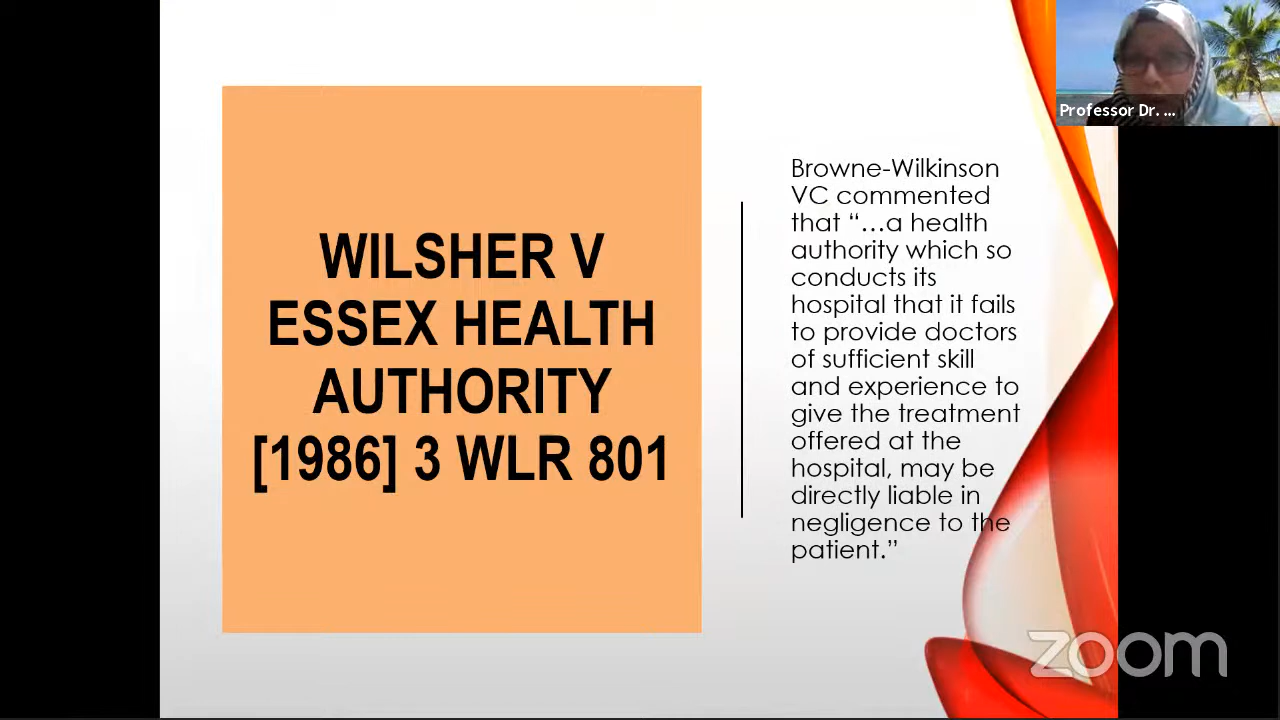 WILSHER V
ESSEX HEALTH
AUTHORITY
[1986] 3 WLR 801
Browne-Wilkinson
VC commented
that “…a health
authority which so
conducts its
hospital that it fails
to provide doctors
of sufficient skill
and experience to
give the treatment
offered at the
hospital, may be
directly liable in
negligence to the
patient.”
Professor Dr. ...
zoom